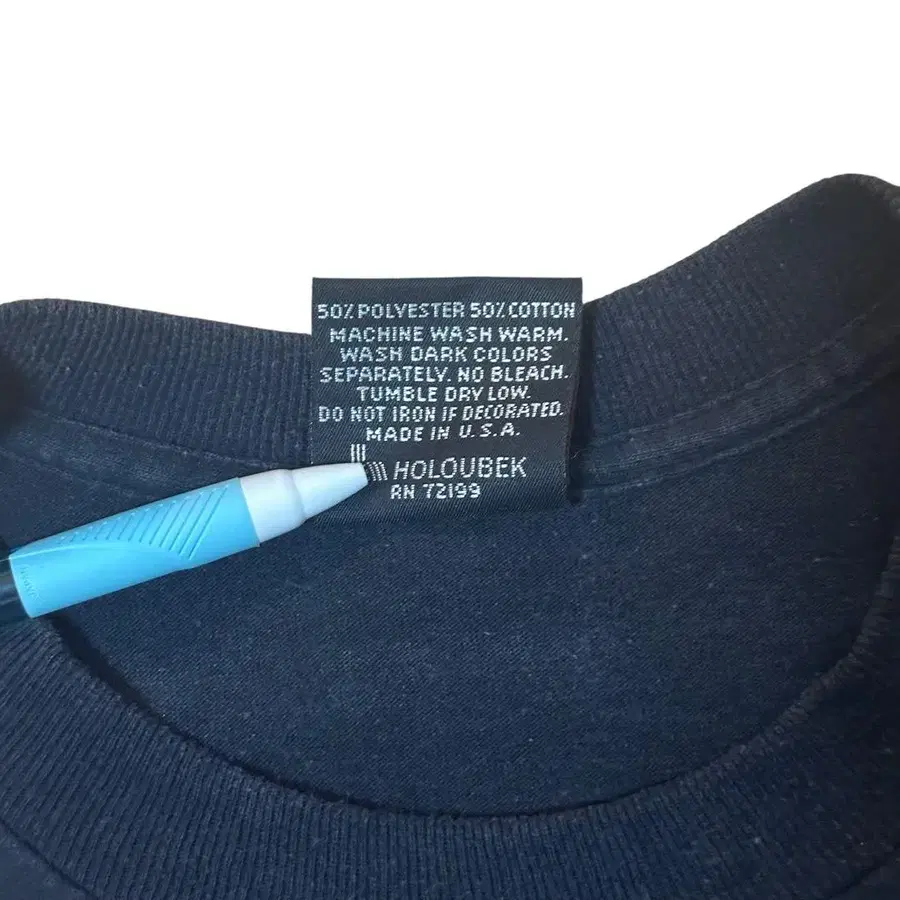 50% POLYESTER 50% COTTON
MACHINE WASH WARM.
WASH DARK COLORS
SEPARATELY. NO BLEACH.
TUMBLE DRY LOW.
DO NOT IRON IF DECORATED.
MADE IN U.S.A.
HOLOUBEK
RN 72199
JAPAN